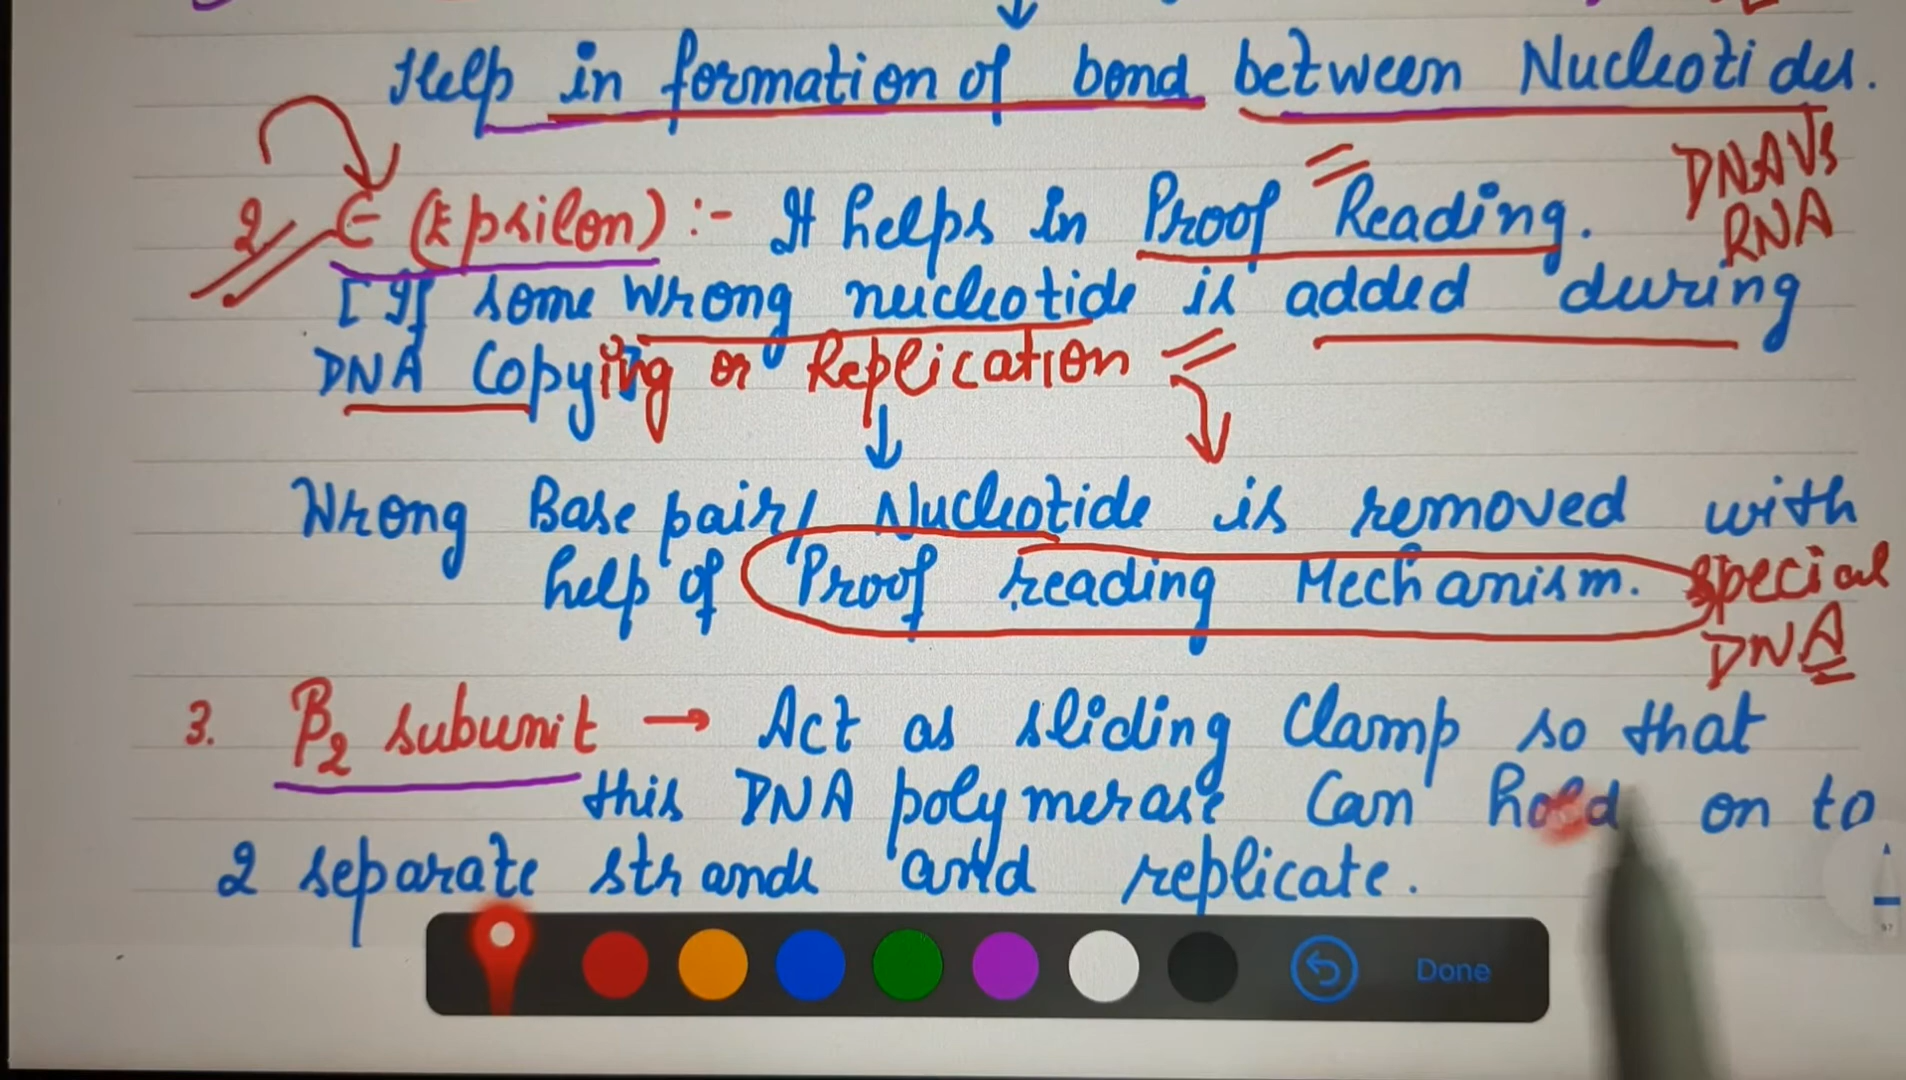 Help in formation of bond between Nucleotides.
DNA Vs
RNA
2 ϵ (Epsilon) :- It helps in Proof Reading.
[If some wrong nucleotide is added during
DNA Copying or Replication
Wrong Base pair/ Nucleotide is removed with
help of Proof reading Mechanism. special
DNA
3. β2 subunit → Act as sliding Clamp so that
this DNA polymerase Can hold on to
2 separate strands and replicate.
Done